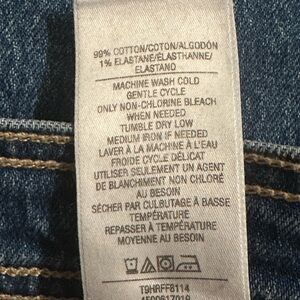 99% COTTON/COTON/ALGODÓN
1% ELASTANE/ÉLASTHANNE/
ELASTANO
MACHINE WASH COLD
GENTLE CYCLE
ONLY NON-CHLORINE BLEACH
WHEN NEEDED
TUMBLE DRY LOW
MEDIUM IRON IF NEEDED
LAVER À LA MACHINE À L'EAU
FROIDE CYCLE DÉLICAT
UTILISER SEULEMENT UN AGENT
DE BLANCHIMENT NON CHLORÉ
AU BESOIN
SÉCHER PAR CULBUTAGE À BASSE
TEMPÉRATURE
REPASSER À TEMPÉRATURE
MOYENNE AU BESOIN
T9HRFF8114